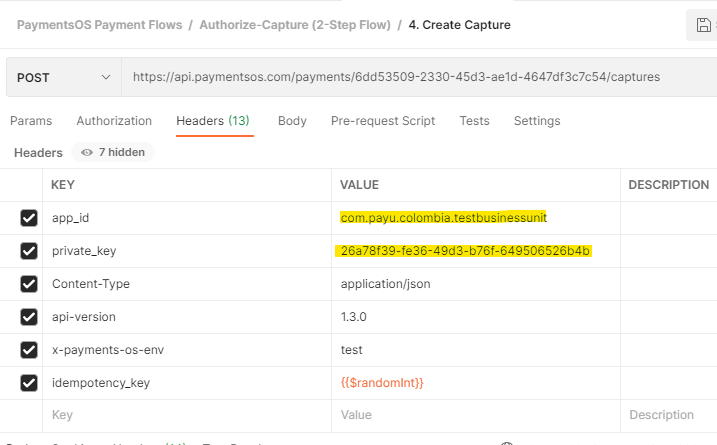 PaymentsOS Payment Flows / Authorize-Capture (2-Step Flow) / 4. Create Capture
POST https://api.paymentsos.com/payments/6dd53509-2330-45d3-ae1d-4647df3c7c54/captures
Params Authorization Headers (13) Body Pre-request Script Tests Settings
Headers 7 hidden
KEY VALUE DESCRIPTION
app_id com.payu.colombia.testbusinessunit
private_key 26a78f39-fe36-49d3-b76f-649506526b4b
Content-Type application/json
api-version 1.3.0
x-payments-os-env test
idempotency_key {{$randomInt}}
Key Value Description